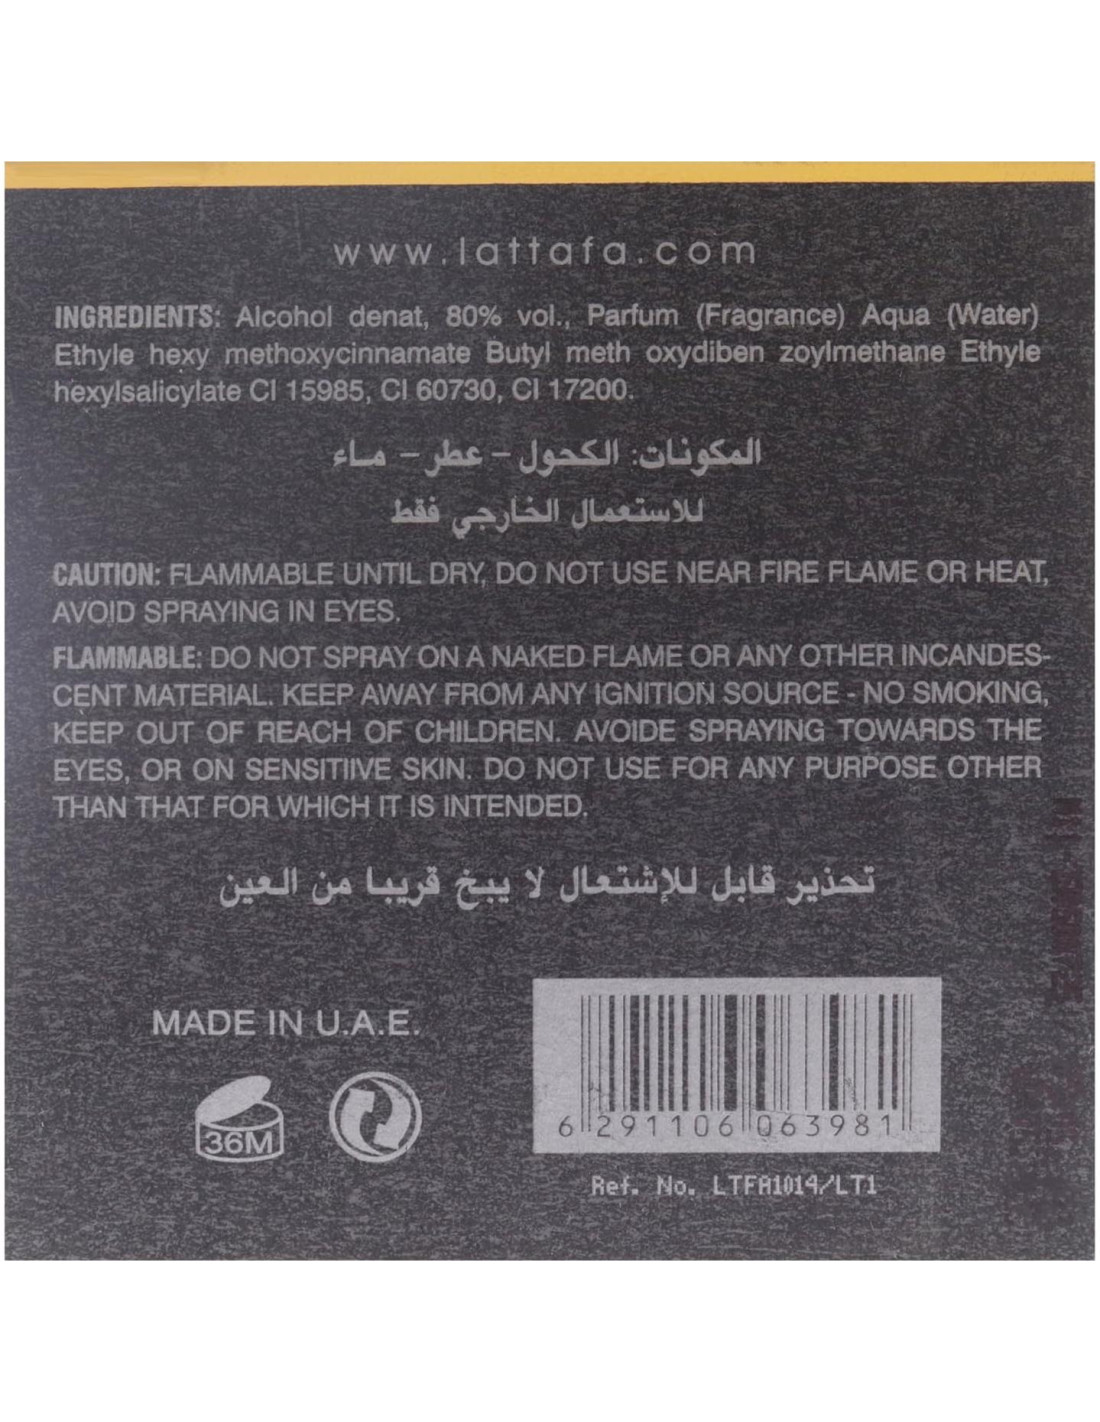 www.lattafa.com
INGREDIENTS: Alcohol denat, 80% vol., Parfum (Fragrance) Aqua (Water)
Ethyle hexy methoxycinnamate Butyl meth oxydiben zoylmethane Ethyle
hexylsalicylate CI 15985, CI 60730, CI 17200.
المكونات: الكحول - عطر - ماء
للاستعمال الخارجي فقط
CAUTION: FLAMMABLE UNTIL DRY, DO NOT USE NEAR FIRE FLAME OR HEAT,
AVOID SPRAYING IN EYES.
FLAMMABLE: DO NOT SPRAY ON A NAKED FLAME OR ANY OTHER INCANDES-
CENT MATERIAL. KEEP AWAY FROM ANY IGNITION SOURCE - NO SMOKING,
KEEP OUT OF REACH OF CHILDREN. AVOIDE SPRAYING TOWARDS THE
EYES, OR ON SENSITIIVE SKIN. DO NOT USE FOR ANY PURPOSE OTHER
THAN THAT FOR WHICH IT IS INTENDED.
تحذير قابل للإشتعال لا يبخ قريبا من العين
MADE IN U.A.E.
36M
6 291106 063981
Ref. No. LTFA1014/LT1